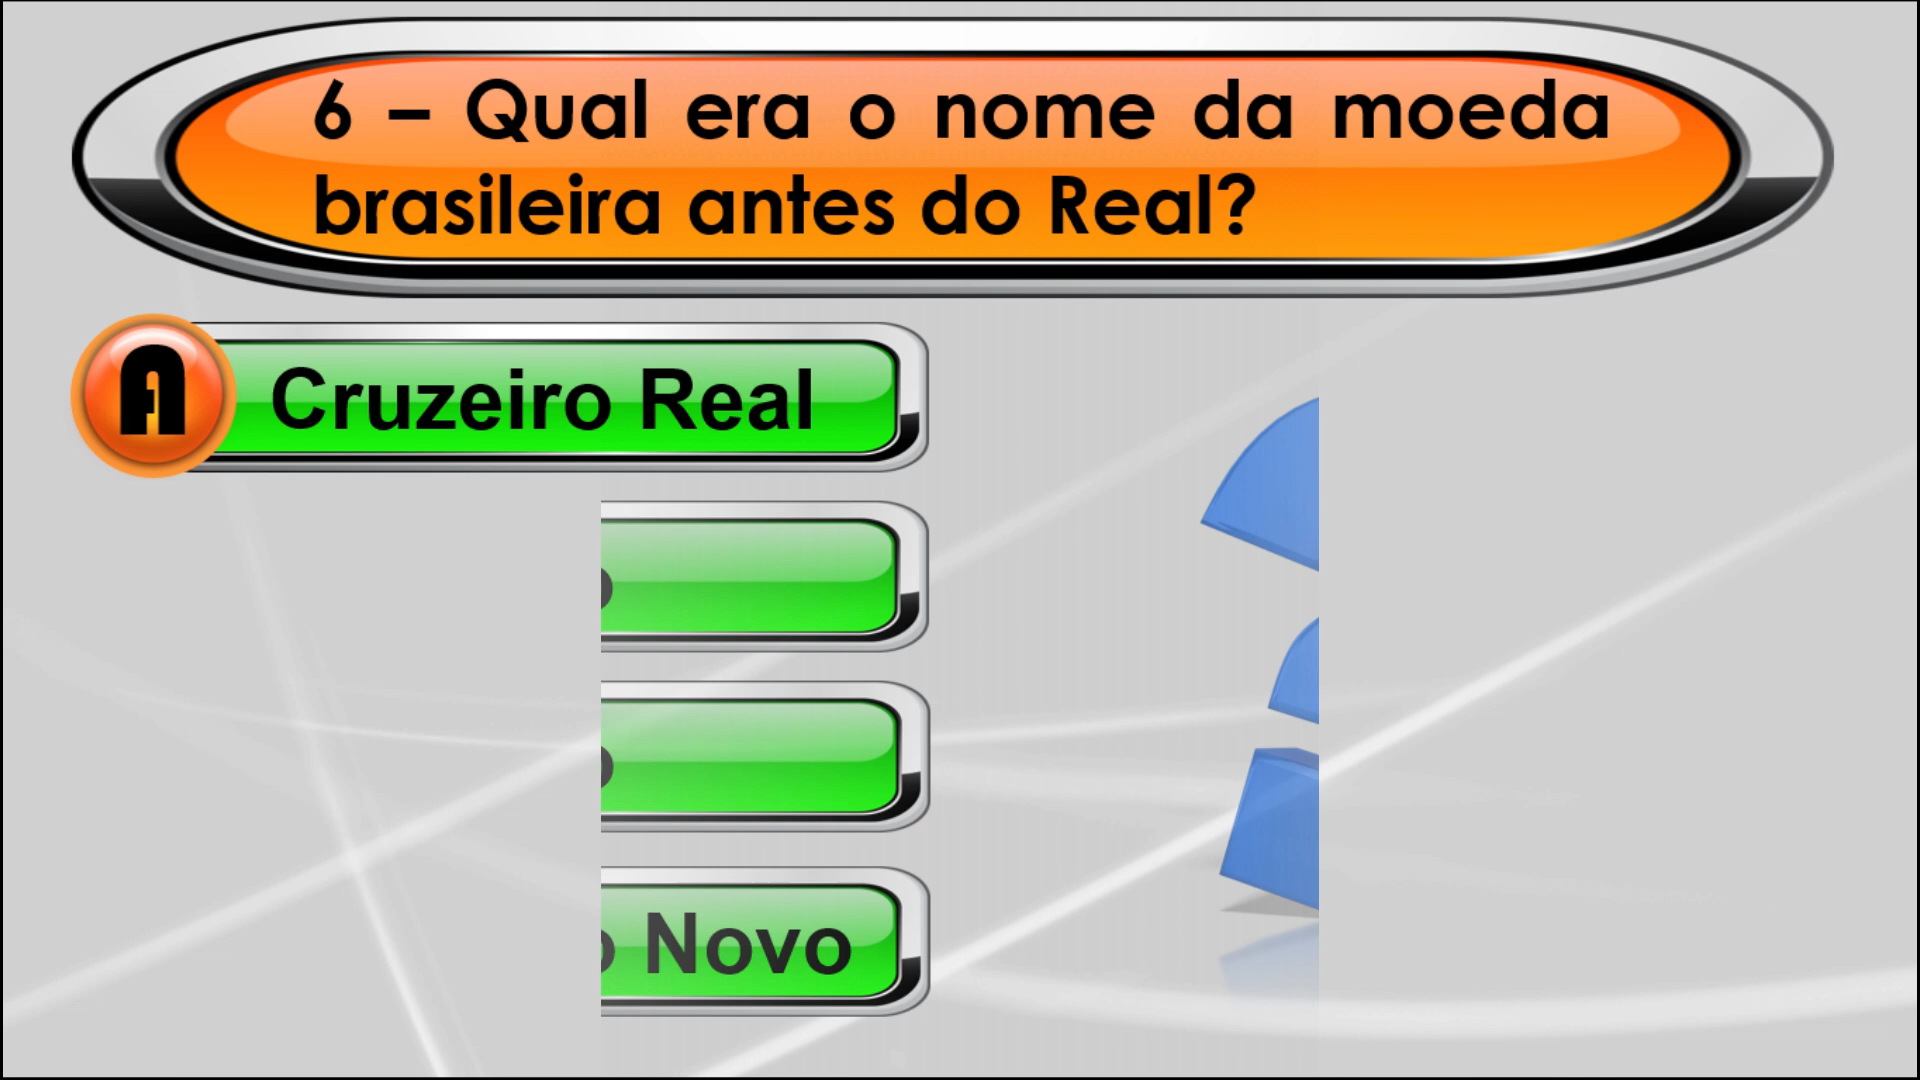 6 – Qual era o nome da moeda
brasileira antes do Real?
A Cruzeiro Real
Novo